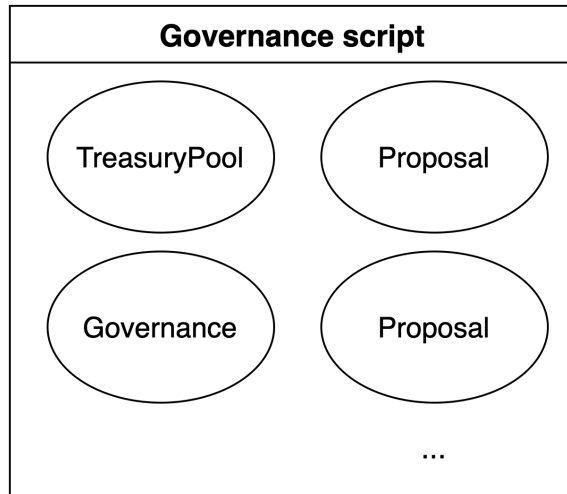 Governance script
TreasuryPool
Proposal
Governance
Proposal
...